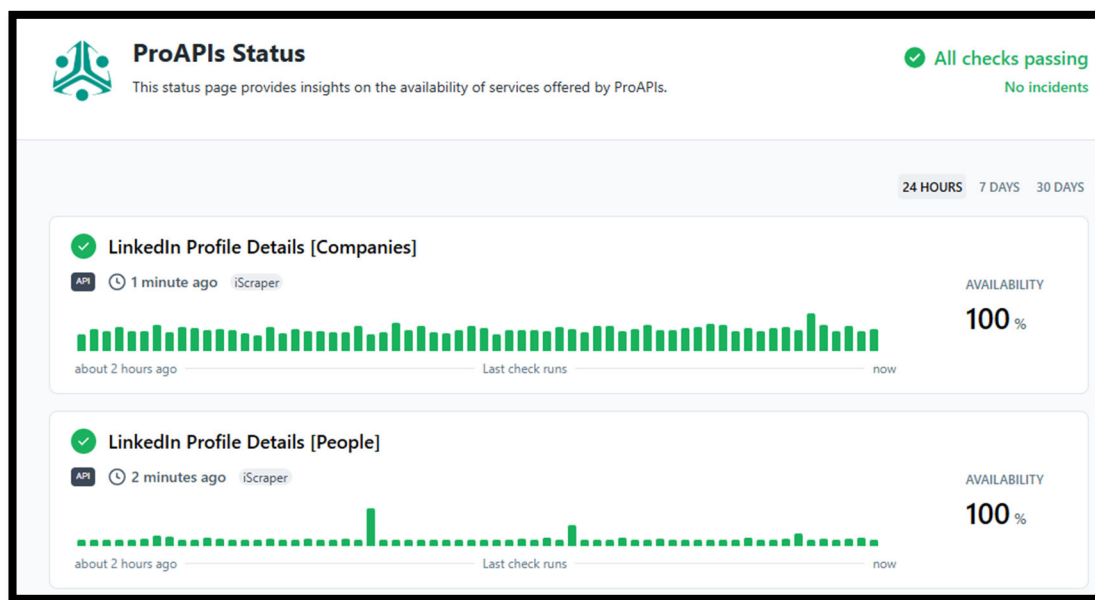 ProAPIs Status
This status page provides insights on the availability of services offered by ProAPIs.
All checks passing
No incidents
24 HOURS 7 DAYS 30 DAYS
LinkedIn Profile Details [Companies]
API 1 minute ago iScraper
AVAILABILITY
100 %
about 2 hours ago Last check runs now
LinkedIn Profile Details [People]
API 2 minutes ago iScraper
AVAILABILITY
100 %
about 2 hours ago Last check runs now